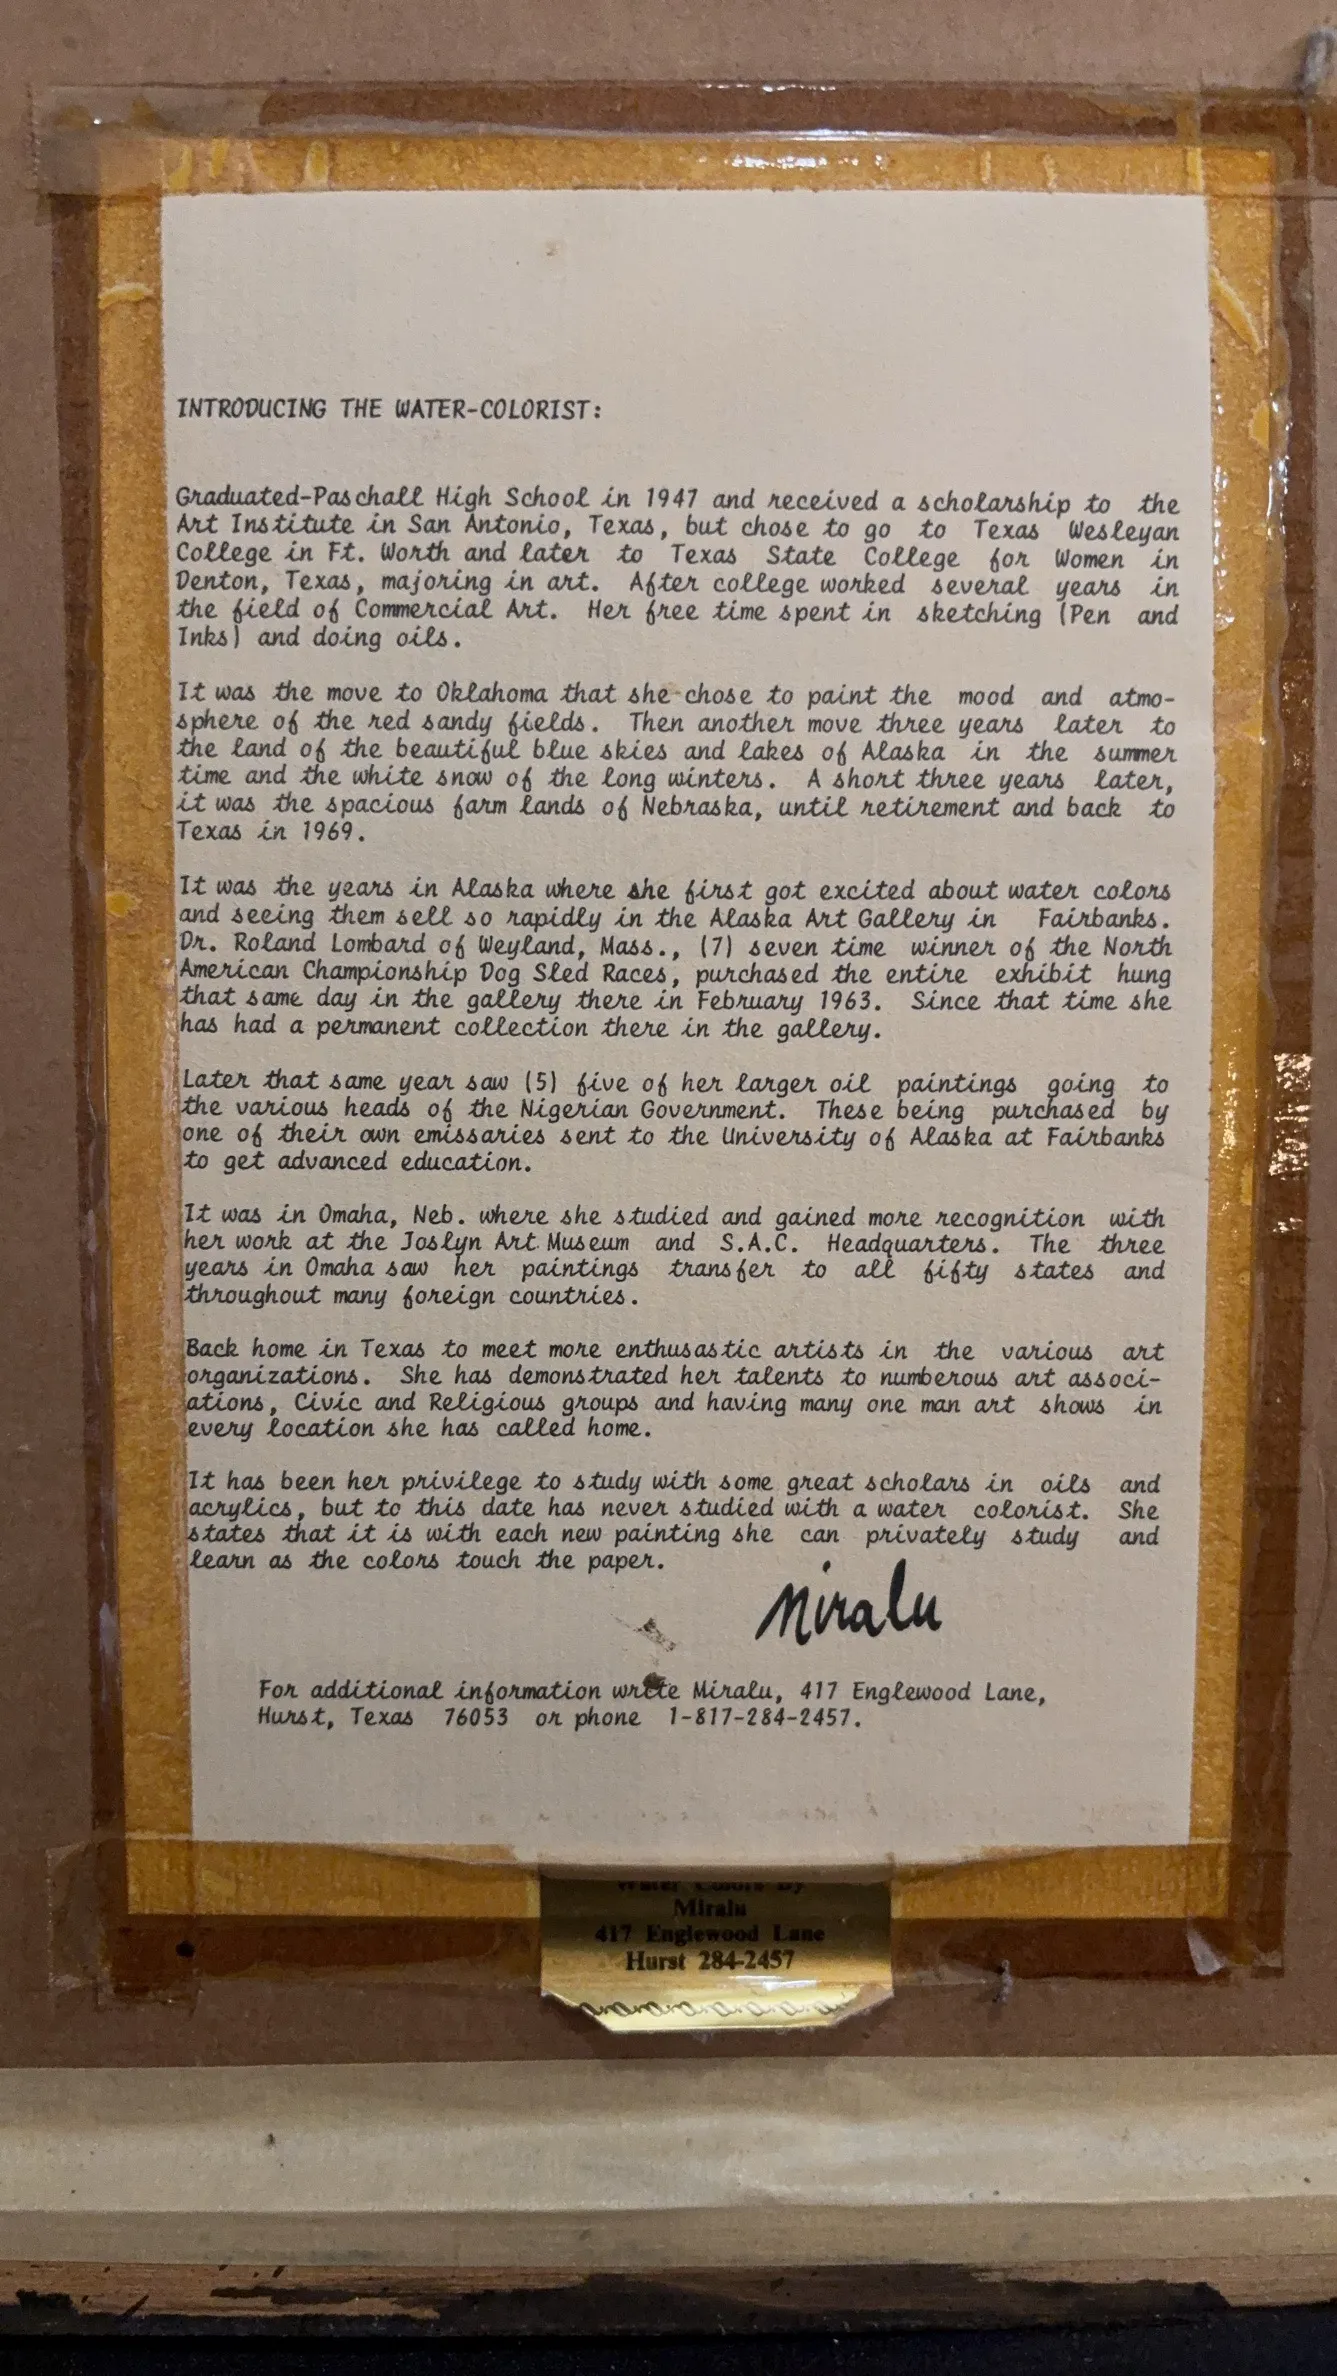 INTRODUCING THE WATER-COLORIST:
Graduated-Paschall High School in 1947 and received a scholarship to the
Art Institute in San Antonio, Texas, but chose to go to Texas Wesleyan
College in Ft. Worth and later to Texas State College for Women in
Denton, Texas, majoring in art. After college worked several years in
the field of Commercial Art. Her free time spent in sketching (Pen and
Inks) and doing oils.
It was the move to Oklahoma that she chose to paint the mood and atmo-
sphere of the red sandy fields. Then another move three years later to
the land of the beautiful blue skies and lakes of Alaska in the summer
time and the white snow of the long winters. A short three years later,
it was the spacious farm lands of Nebraska, until retirement and back to
Texas in 1969.
It was the years in Alaska where she first got excited about water colors
and seeing them sell so rapidly in the Alaska Art Gallery in Fairbanks.
Dr. Roland Lombard of Weyland, Mass., (7) seven time winner of the North
American Championship Dog Sled Races, purchased the entire exhibit hung
that same day in the gallery there in February 1963. Since that time she
has had a permanent collection there in the gallery.
Later that same year saw (5) five of her larger oil paintings going to
the various heads of the Nigerian Government. These being purchased by
one of their own emissaries sent to the University of Alaska at Fairbanks
to get advanced education.
It was in Omaha, Neb. where she studied and gained more recognition with
her work at the Joslyn Art Museum and S.A.C. Headquarters. The three
years in Omaha saw her paintings transfer to all fifty states and
throughout many foreign countries.
Back home in Texas to meet more enthusastic artists in the various art
organizations. She has demonstrated her talents to numberous art associ-
ations, Civic and Religious groups and having many one man art shows in
every location she has called home.
It has been her privilege to study with some great scholars in oils and
acrylics, but to this date has never studied with a water colorist. She
states that it is with each new painting she can privately study and
learn as the colors touch the paper.
Miralu
For additional information write Miralu, 417 Englewood Lane,
Hurst, Texas 76053 or phone 1-817-284-2457.
Water Colors By
Miralu
417 Englewood Lane
Hurst 284-2457